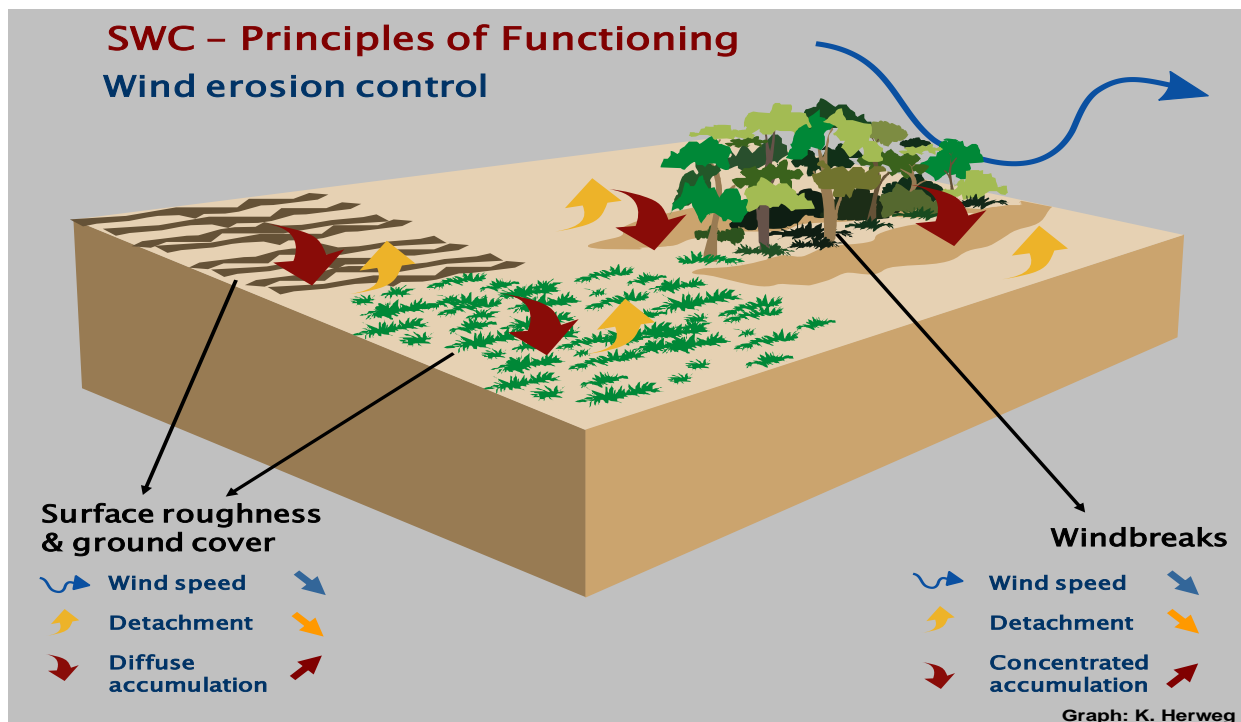 SWC – Principles of Functioning
Wind erosion control
Surface roughness
& ground cover
Wind speed
Detachment
Diffuse
accumulation
Windbreaks
Wind speed
Detachment
Concentrated
accumulation
Graph: K. Herweg